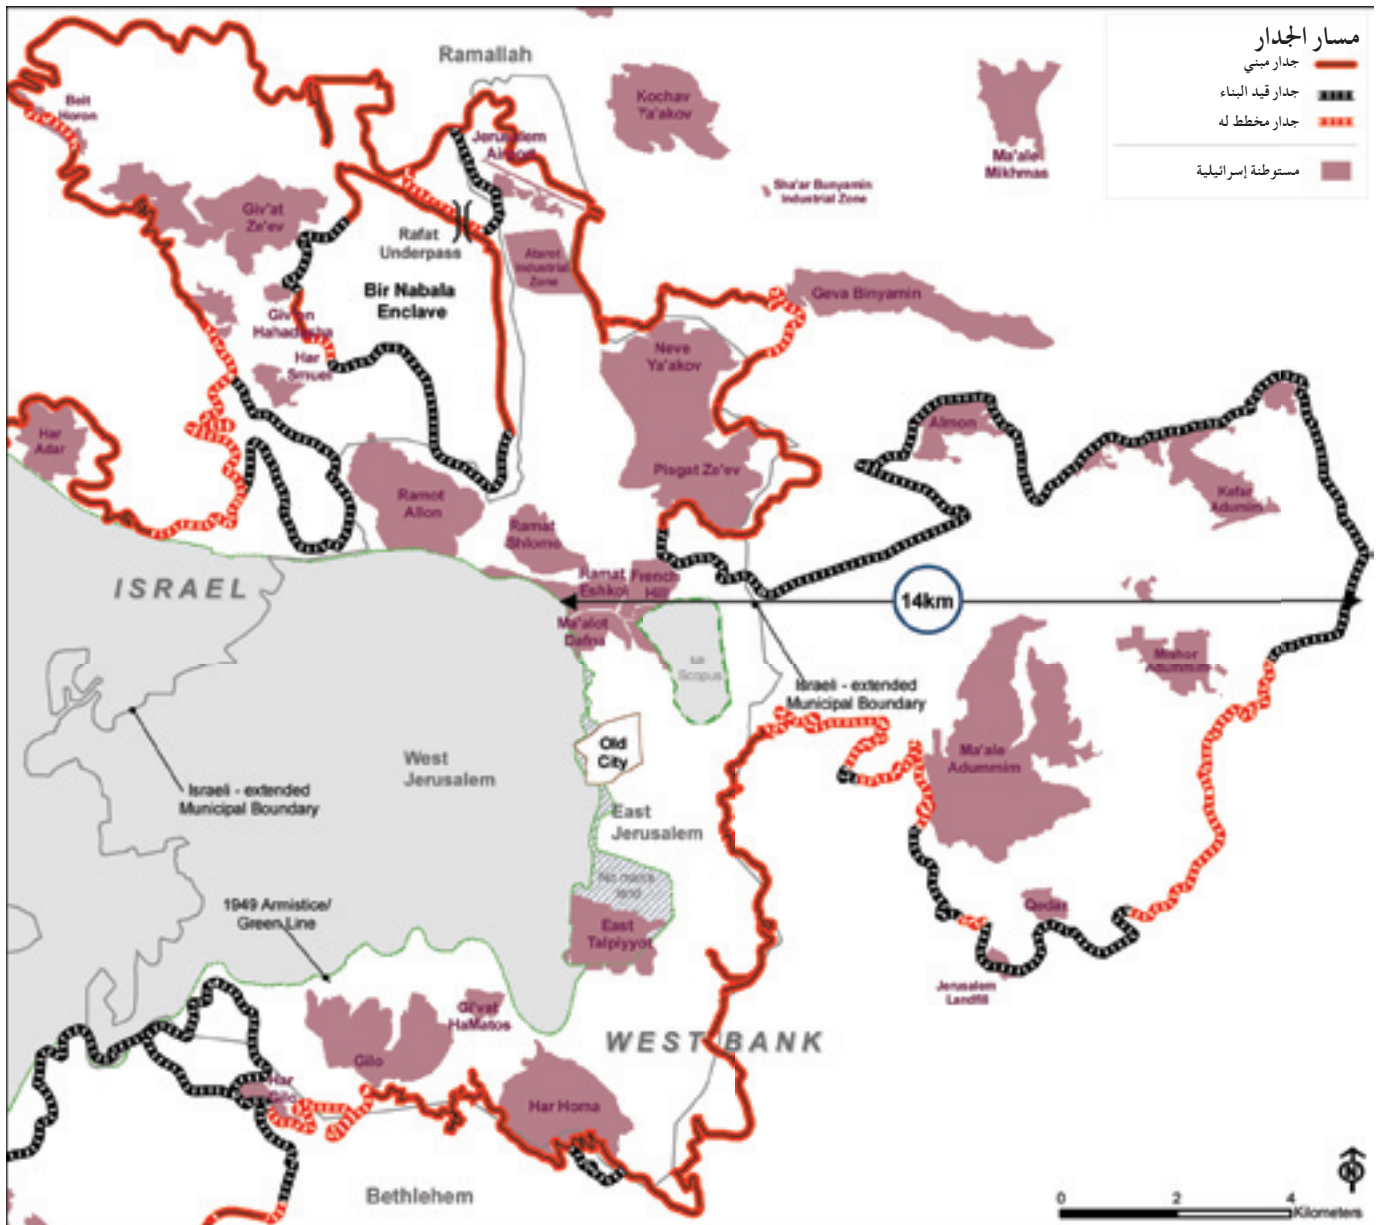 مسار الجدار
جدار مبني
جدار قيد البناء
جدار مخطط له
مستوطنة إسرائيلية
Ramallah
Beit
Horon
Kochav
Ya'akov
Jerusalem
Airport
Ma'ale
Mikhmas
Sha'ar Bunyamin
Industrial Zone
Giv'at
Ze'ev
Rafat
Underpass
Atarot
Industrial
Zone
Bir Nabala
Enclave
Geva Binyamin
Giv'on
Hahadasha
Har
Smuel
Neve
Ya'akov
Har
Adar
Almon
Pisgat Ze'ev
Kefar
Adumim
Ramot
Allon
Ramat
Shlomo
ISRAEL
Ramat
Eshkol
French
Hill
14km
Ma'alot
Dafna
Scopus
Mishor
Adummim
Israeli - extended
Municipal Boundary
West
Jerusalem
Old
City
Ma'ale
Adummim
Israeli - extended
Municipal Boundary
East
Jerusalem
No man's
land
1949 Armistice/
Green Line
East
Talpiyyot
Qedar
Jerusalem
Landfill
Gi'vat
HaMatos
WEST BANK
Gilo
Har
Gilo
Har Homa
Bethlehem
N
0 2 4
Kilometers